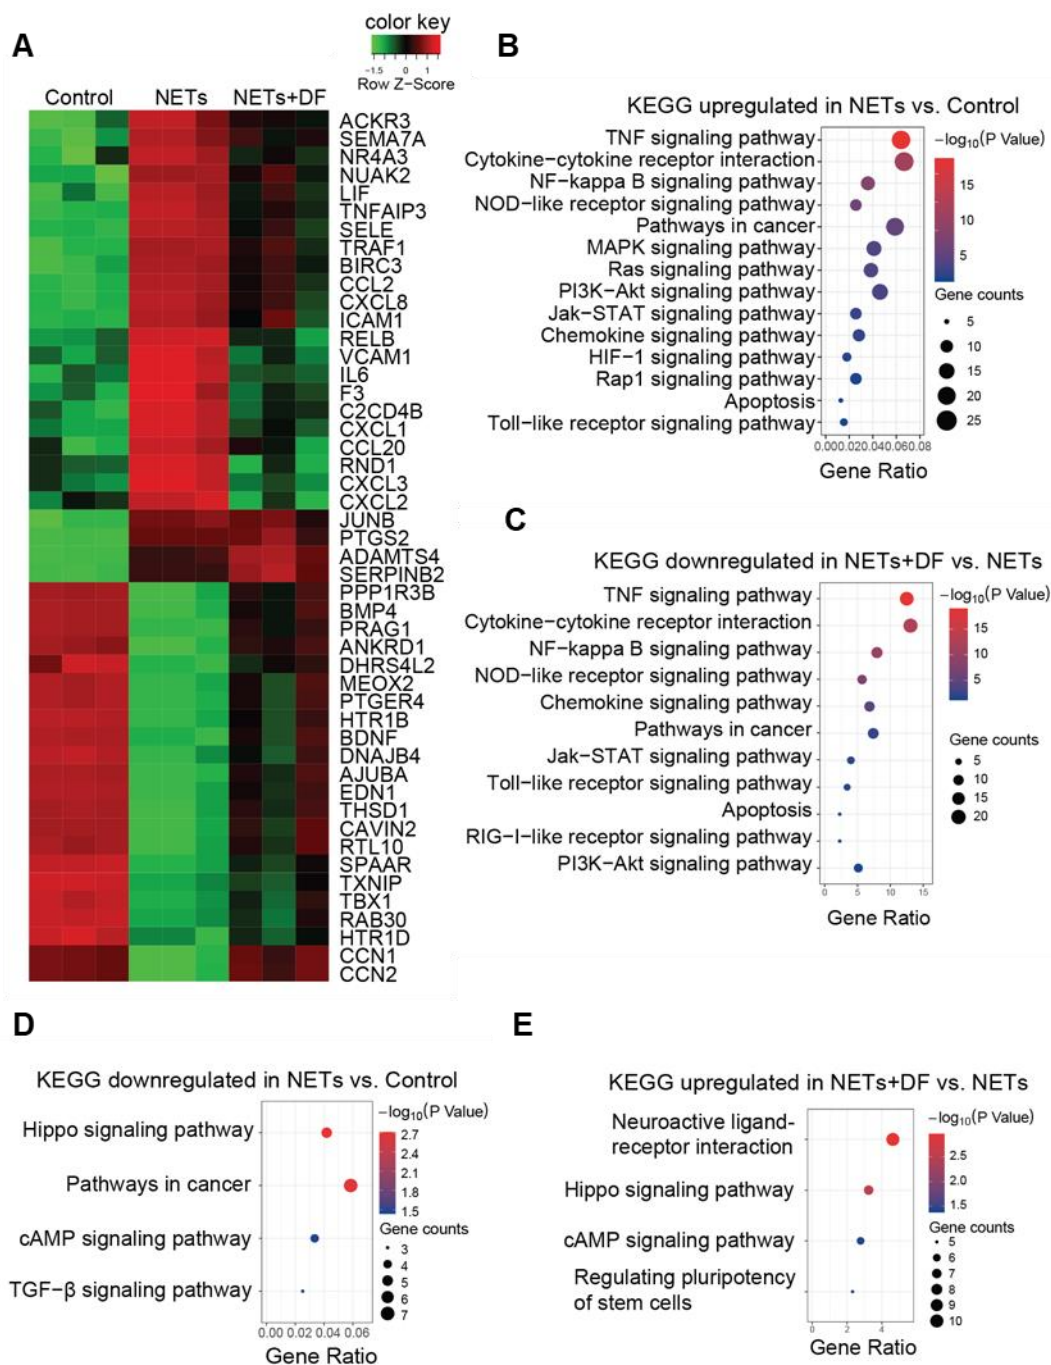 A
color key
-1.5 0 1
Row Z-Score
Control NETs NETs+DF
ACKR3
SEMA7A
NR4A3
NUAK2
LIF
TNFAIP3
SELE
TRAF1
BIRC3
CCL2
CXCL8
ICAM1
RELB
VCAM1
IL6
F3
C2CD4B
CXCL1
CCL20
RND1
CXCL3
CXCL2
JUNB
PTGS2
ADAMTS4
SERPINB2
PPP1R3B
BMP4
PRAG1
ANKRD1
DHRS4L2
MEOX2
PTGER4
HTR1B
BDNF
DNAJB4
AJUBA
EDN1
THSD1
CAVIN2
RTL10
SPAAR
TXNIP
TBX1
RAB30
HTR1D
CCN1
CCN2
B
KEGG upregulated in NETs vs. Control
TNF signaling pathway
Cytokine-cytokine receptor interaction
NF-kappa B signaling pathway
NOD-like receptor signaling pathway
Pathways in cancer
MAPK signaling pathway
Ras signaling pathway
PI3K-Akt signaling pathway
Jak-STAT signaling pathway
Chemokine signaling pathway
HIF-1 signaling pathway
Rap1 signaling pathway
Apoptosis
Toll-like receptor signaling pathway
0.00 0.02 0.04 0.06 0.08
Gene Ratio
-log10(P Value)
15
10
5
Gene counts
5
10
15
20
25
C
KEGG downregulated in NETs+DF vs. NETs
TNF signaling pathway
Cytokine-cytokine receptor interaction
NF-kappa B signaling pathway
NOD-like receptor signaling pathway
Chemokine signaling pathway
Pathways in cancer
Jak-STAT signaling pathway
Toll-like receptor signaling pathway
Apoptosis
RIG-I-like receptor signaling pathway
PI3K-Akt signaling pathway
0 5 10 15
Gene Ratio
-log10(P Value)
15
10
5
Gene counts
5
10
15
20
D
KEGG downregulated in NETs vs. Control
Hippo signaling pathway
Pathways in cancer
cAMP signaling pathway
TGF-β signaling pathway
0.00 0.02 0.04 0.06
Gene Ratio
-log10(P Value)
2.7
2.4
2.1
1.8
1.5
Gene counts
3
4
5
6
7
E
KEGG upregulated in NETs+DF vs. NETs
Neuroactive ligand-
receptor interaction
Hippo signaling pathway
cAMP signaling pathway
Regulating pluripotency
of stem cells
0 2 4
Gene Ratio
-log10(P Value)
2.5
2.0
1.5
Gene counts
5
6
7
8
9
10